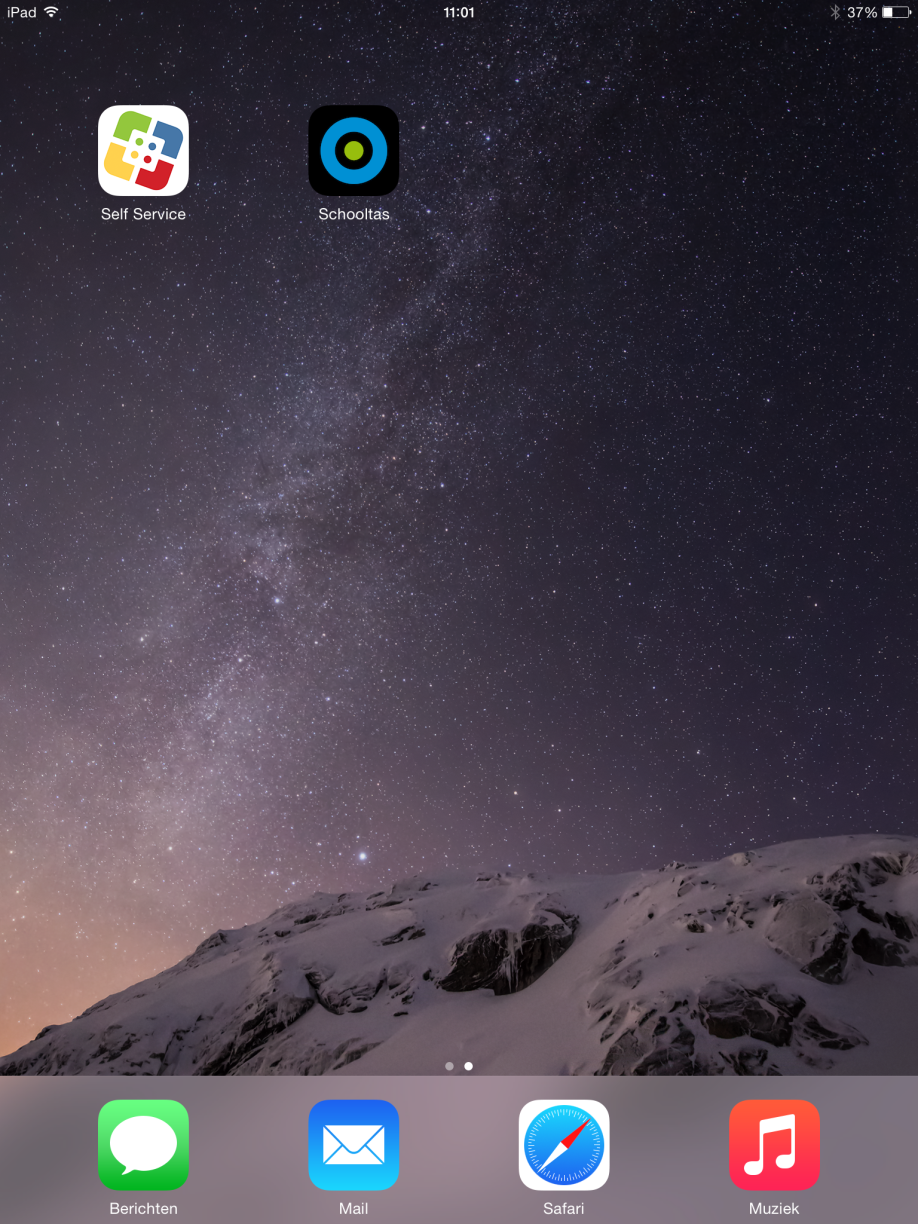 iPad 11:01 37%
Self Service Schooltas
Berichten Mail Safari Muziek